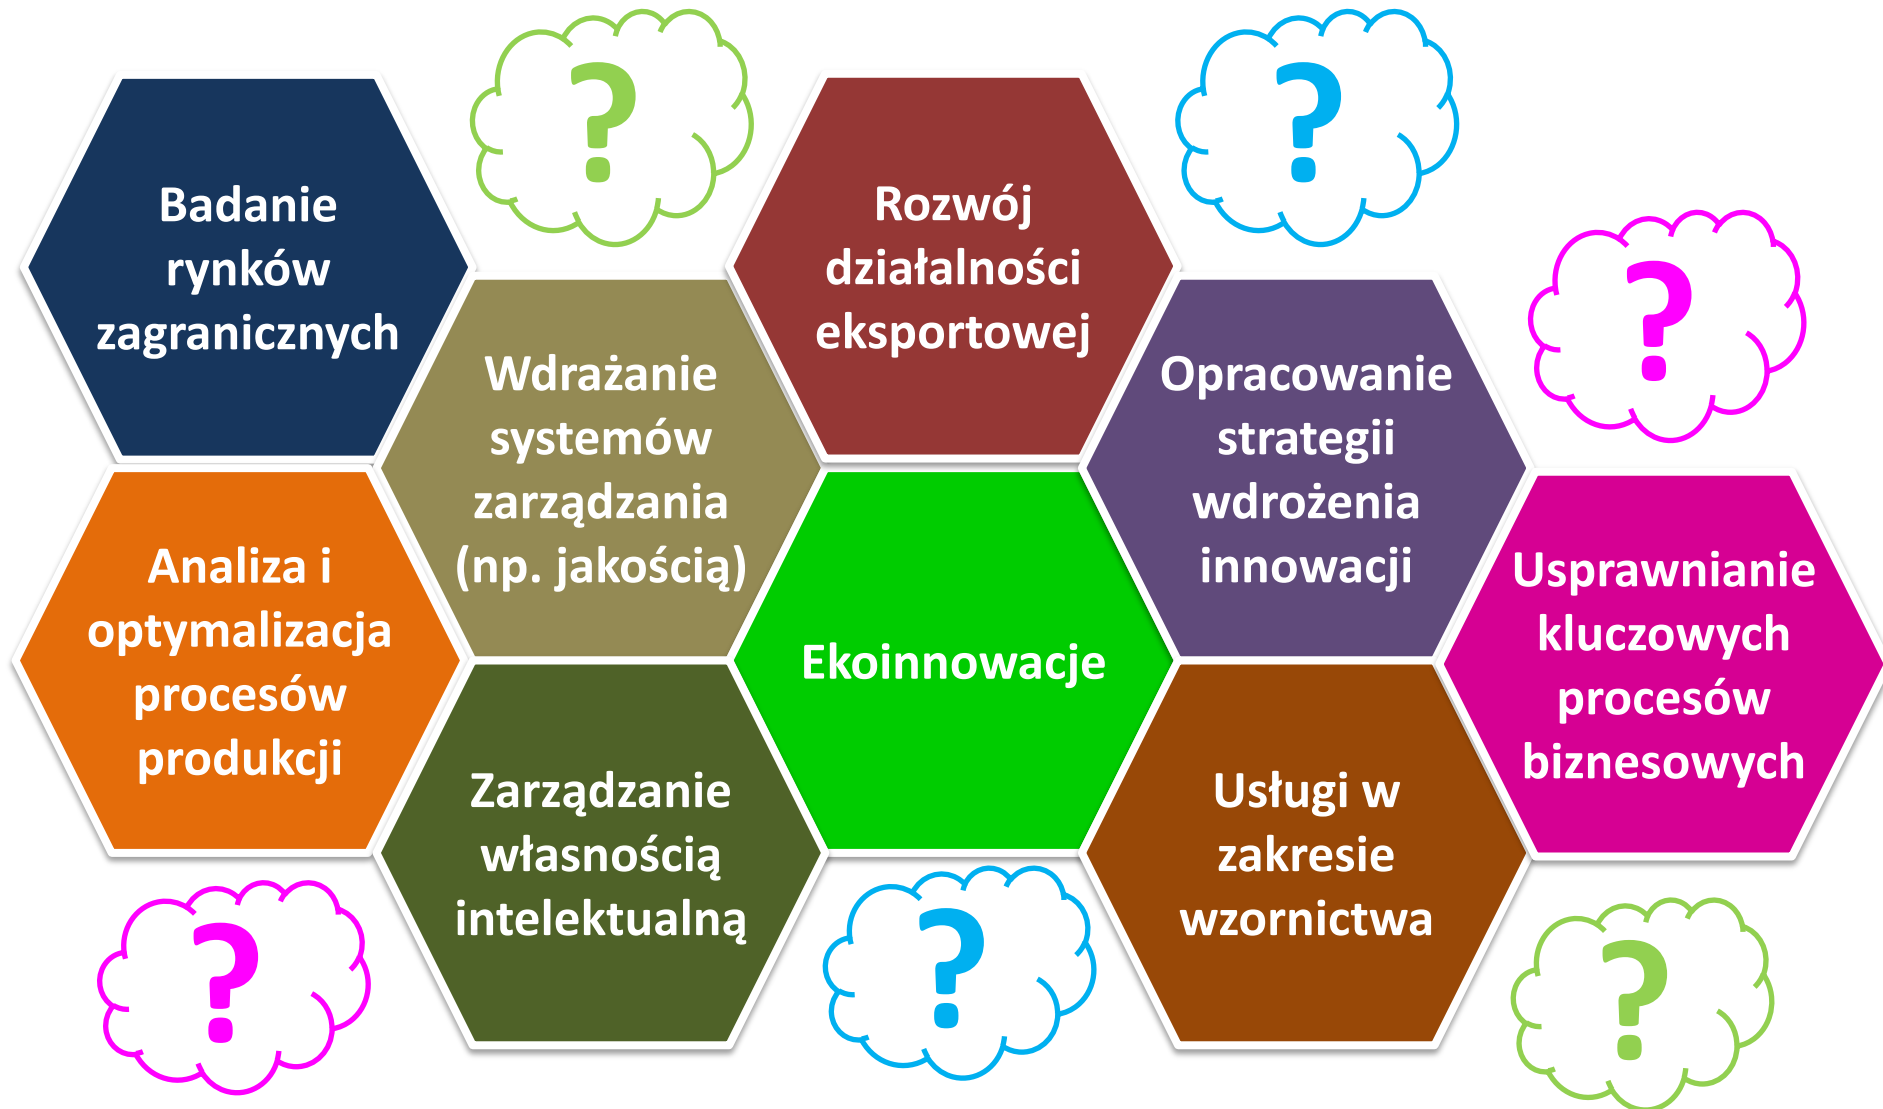 ?
?
?
Badanie
rynków
zagranicznych
Rozwój
działalności
eksportowej
Wdrażanie
systemów
zarządzania
(np. jakością)
Opracowanie
strategii
wdrożenia
innowacji
Analiza i
optymalizacja
procesów
produkcji
Ekoinnowacje
Usprawnianie
kluczowych
procesów
biznesowych
Zarządzanie
własnością
intelektualną
Usługi w
zakresie
wzornictwa
?
?
?